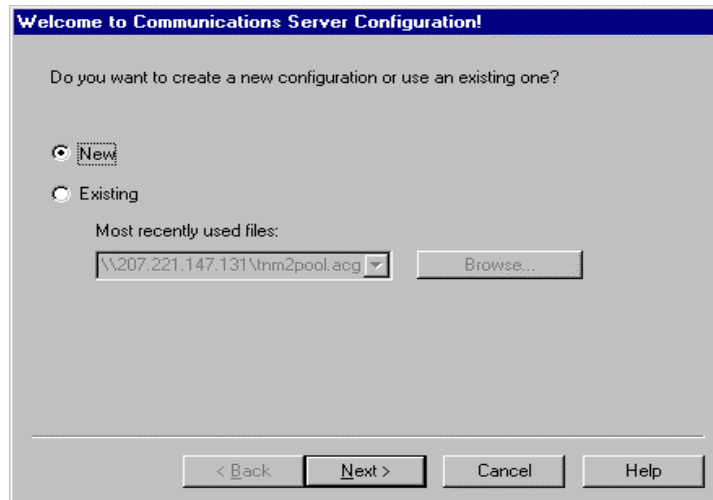 Welcome to Communications Server Configuration!
Do you want to create a new configuration or use an existing one?
New
Existing
Most recently used files:
\\207.221.147.131\tnm2pool.acg
Browse...
< Back
Next >
Cancel
Help